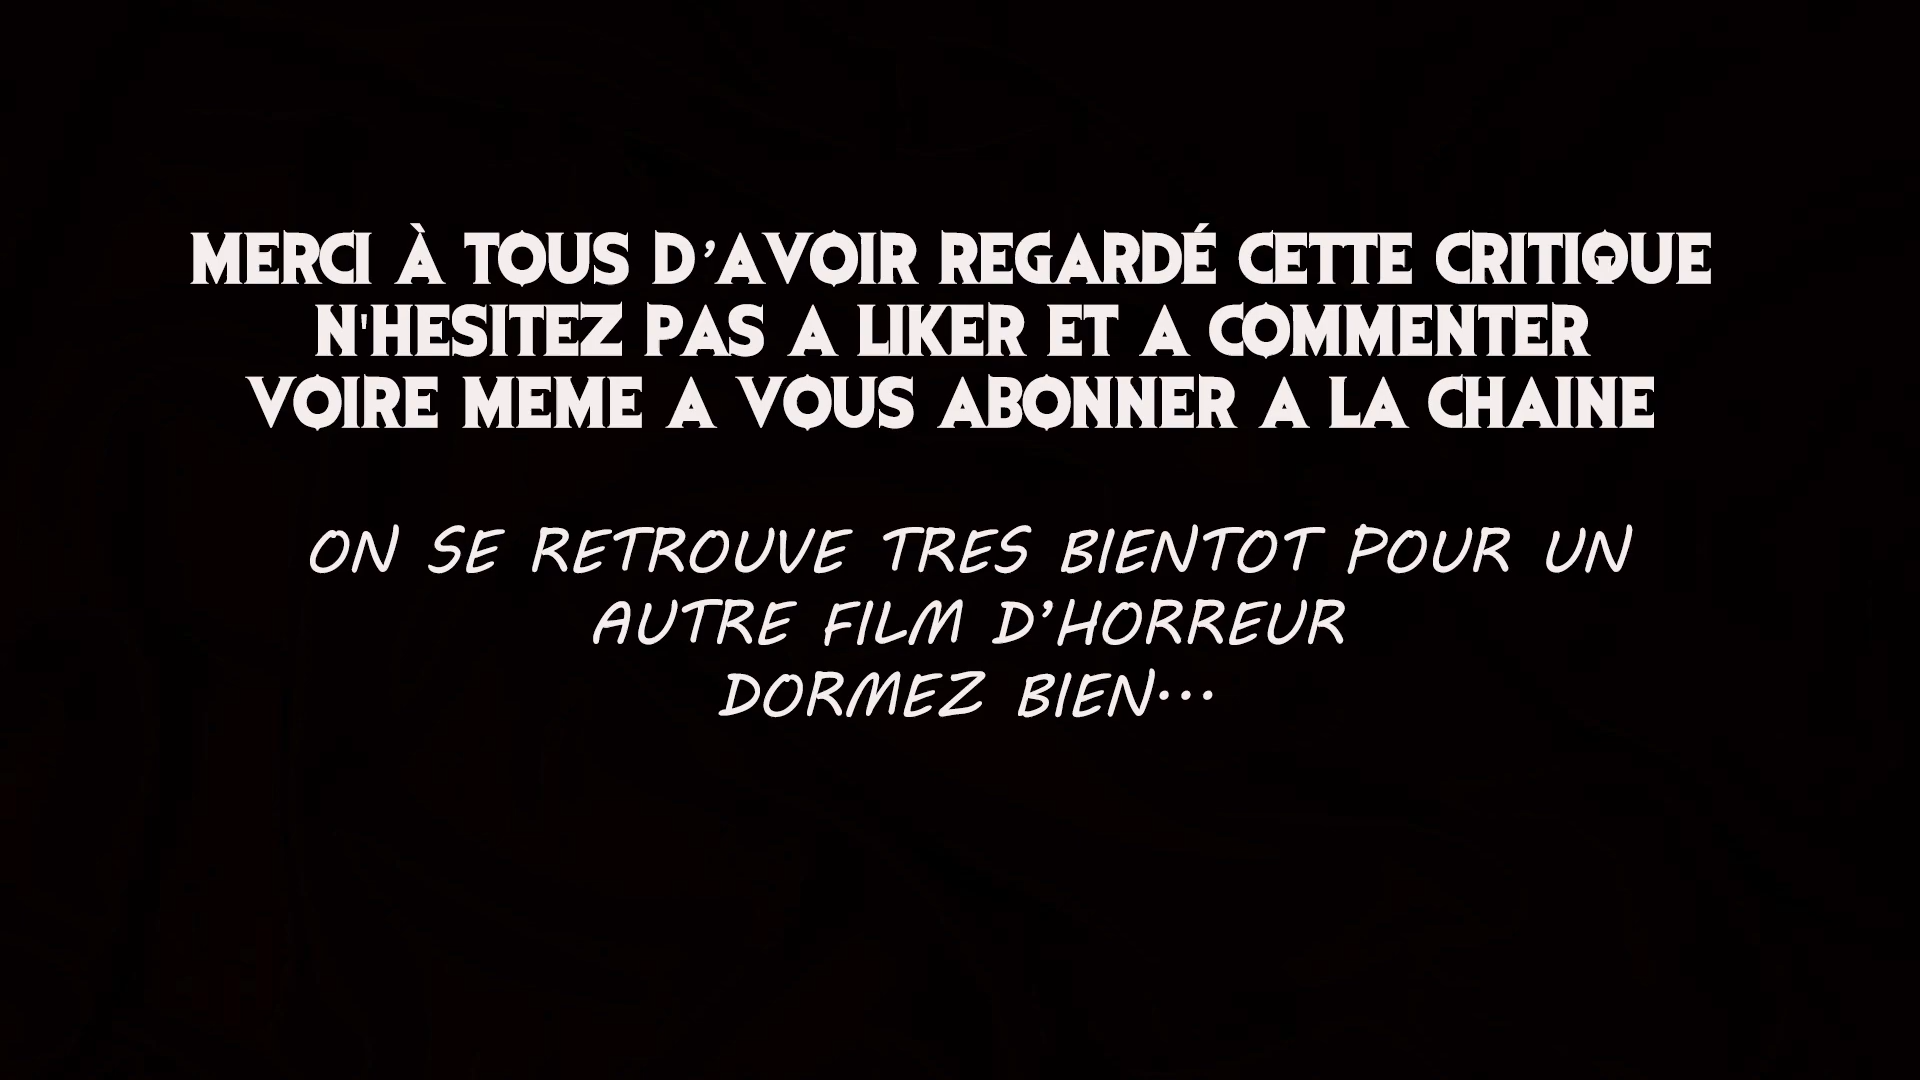 MERCI À TOUS D’AVOIR REGARDÉ CETTE CRITIQUE
N'HESITEZ PAS A LIKER ET A COMMENTER
VOIRE MEME A VOUS ABONNER A LA CHAINE
ON SE RETROUVE TRES BIENTOT POUR UN
AUTRE FILM D’HORREUR
DORMEZ BIEN...